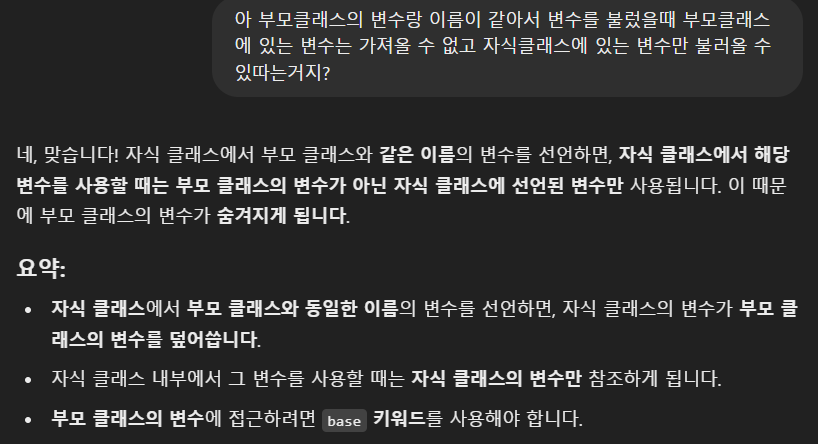 아 부모클래스의 변수랑 이름이 같아서 변수를 불렀을때 부모클래스
에 있는 변수는 가져올 수 없고 자식클래스에 있는 변수만 불러올 수
있따는거지?
네, 맞습니다! 자식 클래스에서 부모 클래스와 같은 이름의 변수를 선언하면, 자식 클래스에서 해당
변수를 사용할 때는 부모 클래스의 변수가 아닌 자식 클래스에 선언된 변수만 사용됩니다. 이 때문
에 부모 클래스의 변수가 숨겨지게 됩니다.
요약:
• 자식 클래스에서 부모 클래스와 동일한 이름의 변수를 선언하면, 자식 클래스의 변수가 부모 클
래스의 변수를 덮어씁니다.
• 자식 클래스 내부에서 그 변수를 사용할 때는 자식 클래스의 변수만 참조하게 됩니다.
• 부모 클래스의 변수에 접근하려면 base 키워드를 사용해야 합니다.